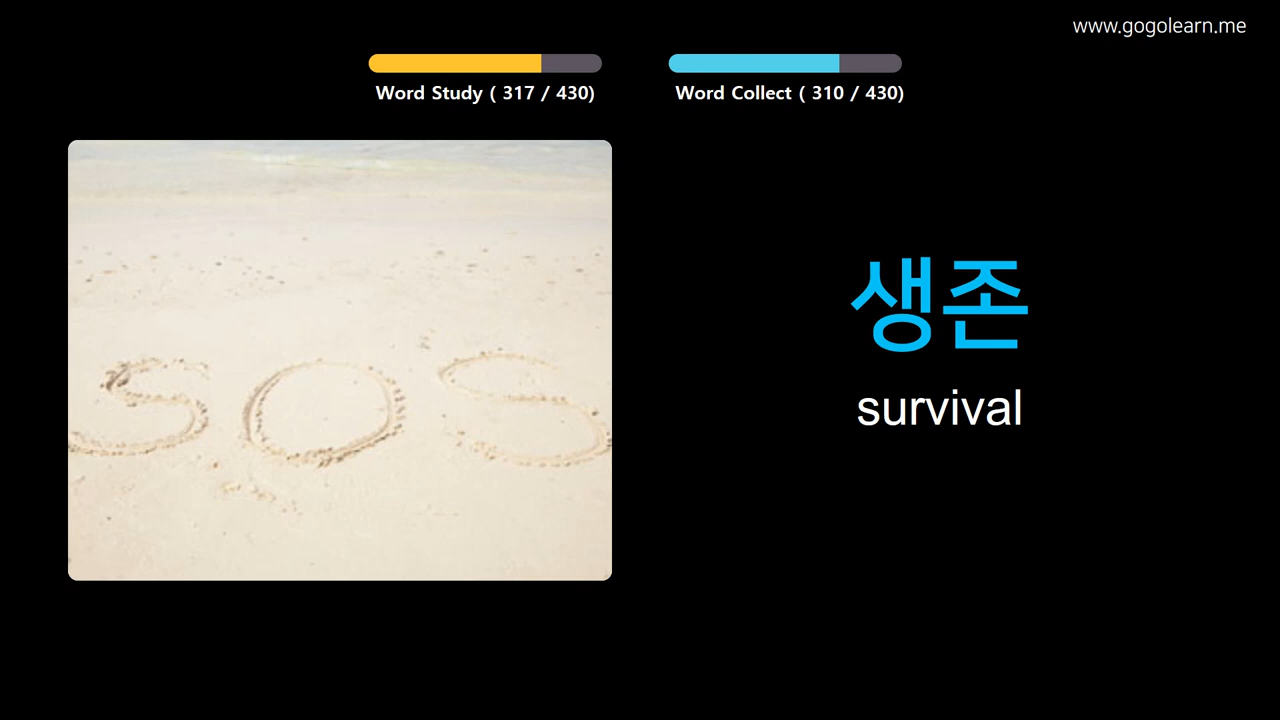 www.gogolearn.me
Word Study ( 317 / 430)
Word Collect ( 310 / 430)
SOS
생존
survival